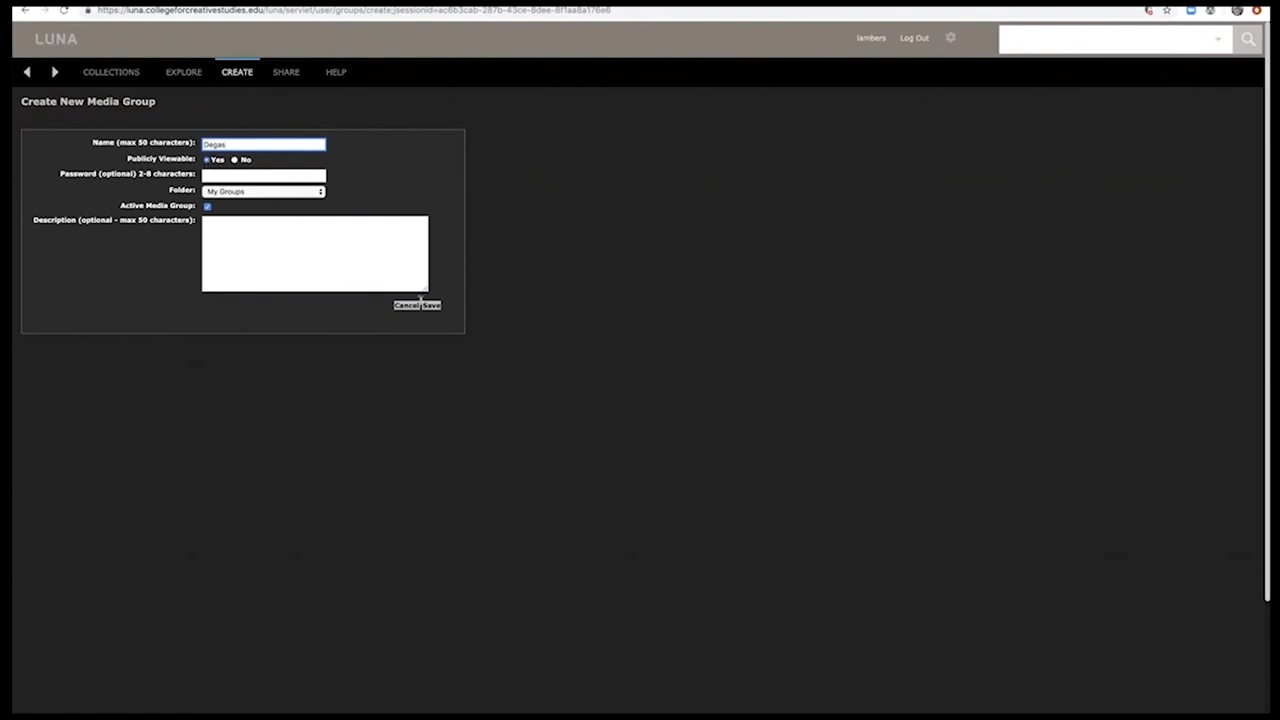 https://luna.collegeforcreativestudies.edu/luna/servlet/user/groups/create;jsessionid=ac6b3cab-287b-43ce-8dee-8f1aa8a176e6
LUNA
lambers Log Out
COLLECTIONS EXPLORE CREATE SHARE HELP
Create New Media Group
Name (max 50 characters): Degas
Publicly Viewable: Yes No
Password (optional) 2-8 characters:
Folder: My Groups
Active Media Group:
Description (optional - max 50 characters):
Cancel Save